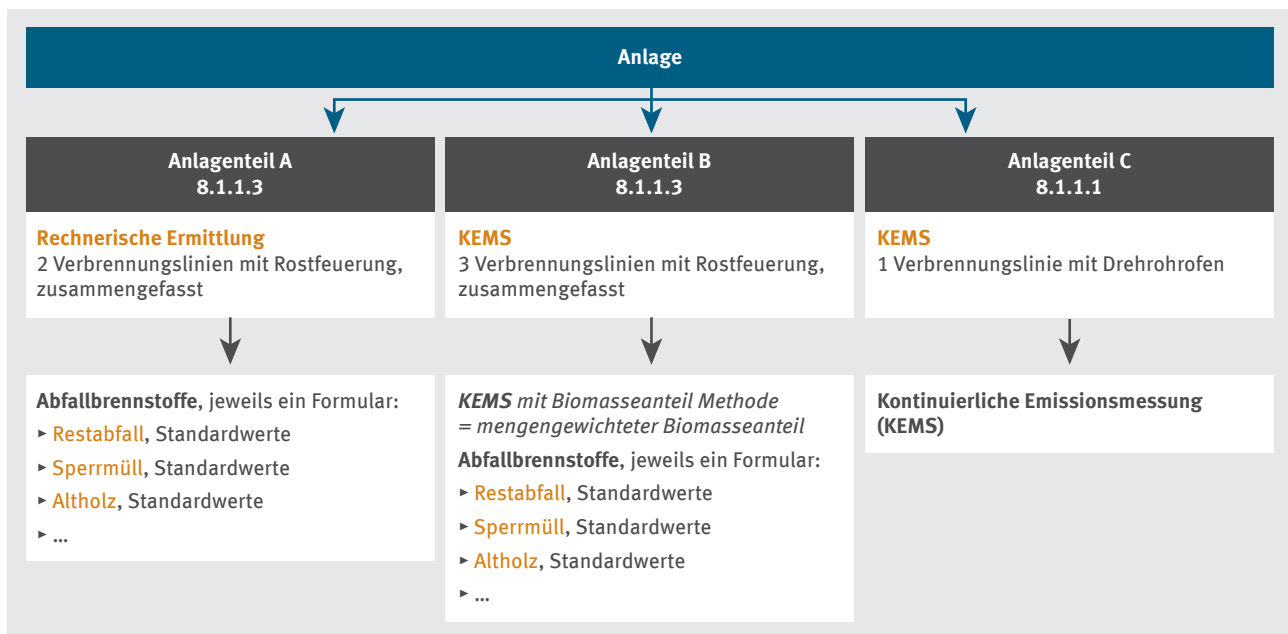 Anlage
Anlagenteil A
8.1.1.3
Rechnerische Ermittlung
2 Verbrennungslinien mit Rostfeuerung,
zusammengefasst
Abfallbrennstoffe, jeweils ein Formular:
▸ Restabfall, Standardwerte
▸ Sperrmüll, Standardwerte
▸ Altholz, Standardwerte
▸ ...
Anlagenteil B
8.1.1.3
KEMS
3 Verbrennungslinien mit Rostfeuerung,
zusammengefasst
KEMS mit Biomasseanteil Methode
= mengengewichteter Biomasseanteil
Abfallbrennstoffe, jeweils ein Formular:
▸ Restabfall, Standardwerte
▸ Sperrmüll, Standardwerte
▸ Altholz, Standardwerte
▸ ...
Anlagenteil C
8.1.1.1
KEMS
1 Verbrennungslinie mit Drehrohrofen
Kontinuierliche Emissionsmessung
(KEMS)